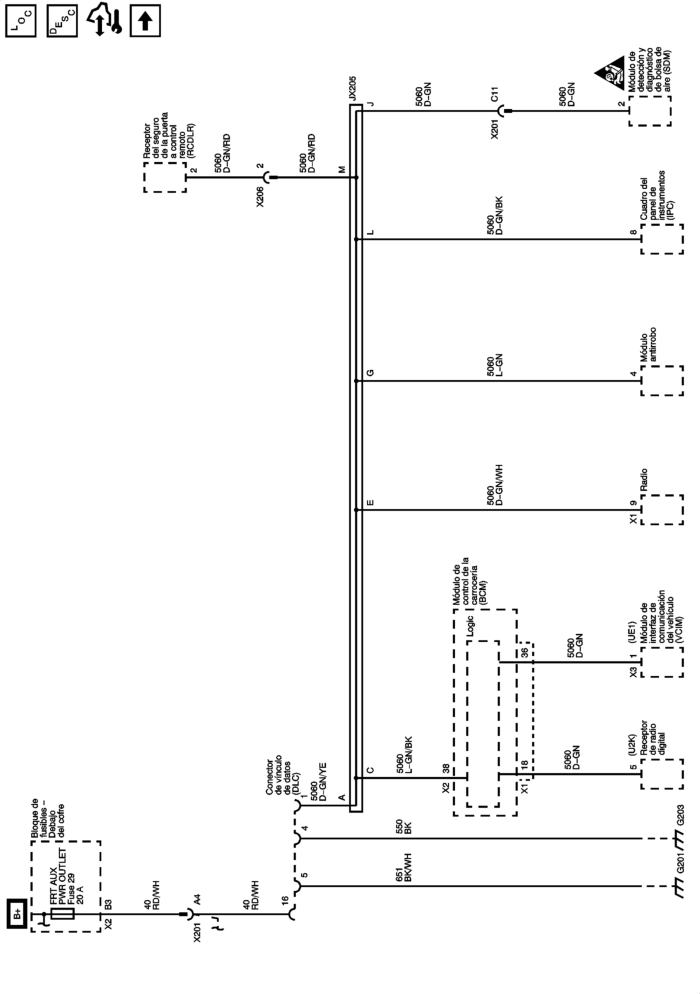 LOC
DESC
B+
Bloque de
fusibles –
Debajo
del cofre
FRT AUX
PWR OUTLET
Fuse 29
20 A
X2
B3
40
RD/WH
X201
A4
40
RD/WH
16
5
4
1
Conector
de vínculo
de datos
(DLC)
651
BK/WH
550
BK
5060
D–GN/YE
G201
G203
A
JX205
C
E
G
L
M
J
Receptor
del seguro
de la puerta
a control
remoto
(RCDLR)
2
5060
D–GN/RD
X206
2
5060
D–GN/RD
5060
L–GN/BK
X2
38
Módulo de
control de la
carrocería
(BCM)
Logic
X1
18
36
5060
D–GN
5060
D–GN
5
(U2K)
Receptor
de radio
digital
X3
1
(UE1)
Módulo de
interfaz de
comunicación
del vehículo
(VCIM)
5060
D–GN/WH
X1
9
Radio
5060
L–GN
4
Módulo
antirrobo
5060
D–GN/BK
8
Cuadro del
panel de
instrumentos
(IPC)
5060
D–GN
X201
C11
5060
D–GN
2
Módulo de
detección y
diagnóstico
de bolsa de
aire (SDM)